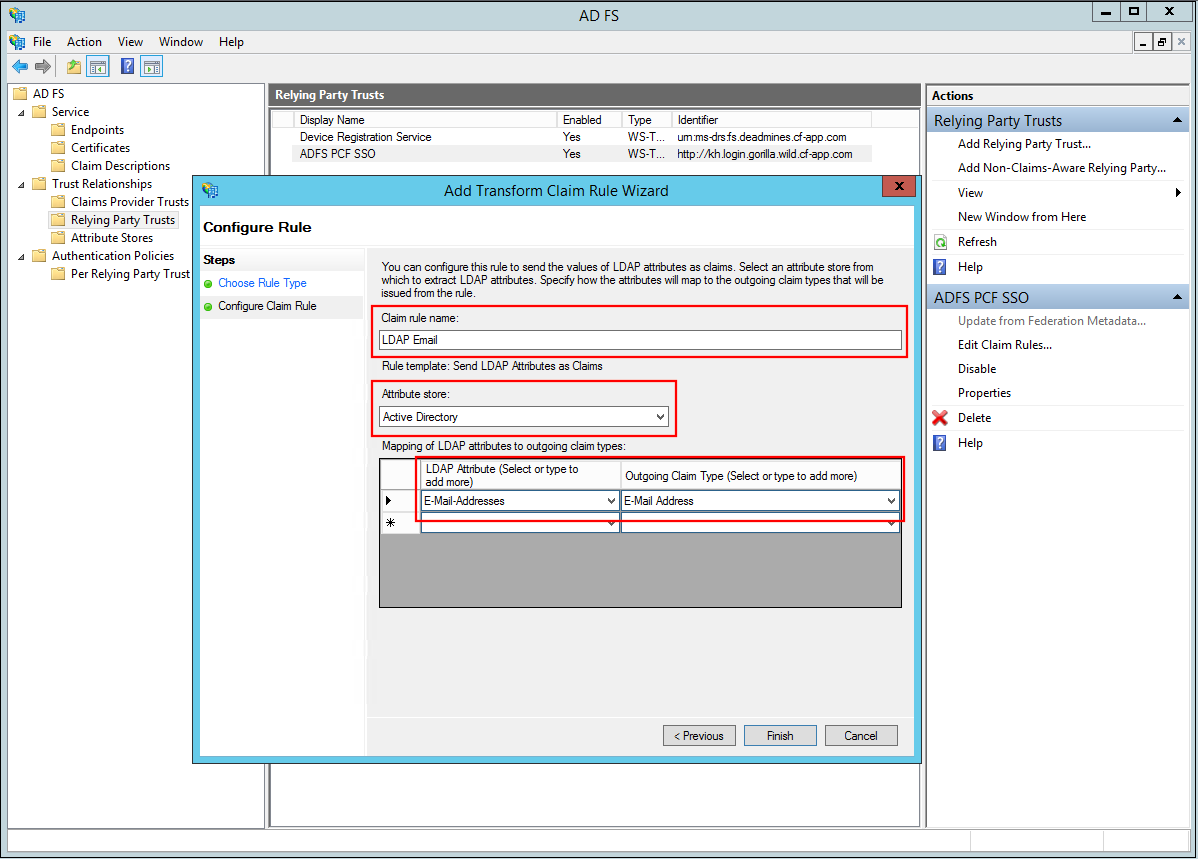 AD FS
File Action View Window Help
AD FS
Service
Endpoints
Certificates
Claim Descriptions
Trust Relationships
Claims Provider Trusts
Relying Party Trusts
Attribute Stores
Authentication Policies
Per Relying Party Trust
Relying Party Trusts
Display Name Enabled Type Identifier
Device Registration Service Yes WS-T... urn:ms-drs:fs.deadmines.cf-app.com
ADFS PCF SSO Yes WS-T... http://kh.login.gorilla.wild.cf-app.com
Add Transform Claim Rule Wizard
Configure Rule
Steps
Choose Rule Type
Configure Claim Rule
You can configure this rule to send the values of LDAP attributes as claims. Select an attribute store from
which to extract LDAP attributes. Specify how the attributes will map to the outgoing claim types that will be
issued from the rule.
Claim rule name:
LDAP Email
Rule template: Send LDAP Attributes as Claims
Attribute store:
Active Directory
Mapping of LDAP attributes to outgoing claim types:
LDAP Attribute (Select or type to
add more)
Outgoing Claim Type (Select or type to add more)
E-Mail-Addresses E-Mail Address
< Previous Finish Cancel
Actions
Relying Party Trusts
Add Relying Party Trust...
Add Non-Claims-Aware Relying Party...
View
New Window from Here
Refresh
Help
ADFS PCF SSO
Update from Federation Metadata...
Edit Claim Rules...
Disable
Properties
Delete
Help